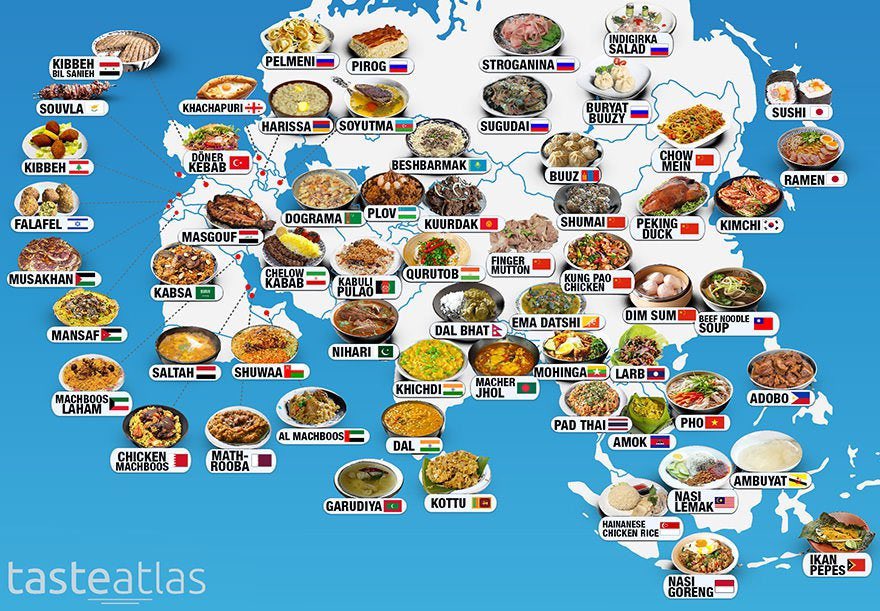 PELMENI
PIROG
STROGANINA
INDIGIRKA
SALAD
KIBBEH
BIL SANIEH
SOUVLA
KHACHAPURI
HARISSA
SOYUTMA
SUGUDAI
BURYAT
BUUZY
SUSHI
KIBBEH
DÖNER
KEBAB
BESHBARMAK
BUUZ
CHOW
MEIN
RAMEN
FALAFEL
MASGOUF
DOGRAMA
PLOV
KUURDAK
SHUMAI
PEKING
DUCK
KIMCHI
MUSAKHAN
KABSA
CHELOW
KABAB
KABULI
PULAO
QURUTOB
FINGER
MUTTON
KUNG PAO
CHICKEN
DIM SUM
BEEF NOODLE
SOUP
MANSAF
SALTAH
SHUWAA
NIHARI
DAL BHAT
EMA DATSHI
MACHBOOS
LAHAM
KHICHDI
MACHER
JHOL
MOHINGA
LARB
ADOBO
CHICKEN
MACHBOOS
MATH-
ROOBA
AL MACHBOOS
DAL
PAD THAI
AMOK
PHO
GARUDIYA
KOTTU
HAINANESE
CHICKEN RICE
NASI
LEMAK
AMBUYAT
NASI
GORENG
IKAN
PEPES
tasteatlas